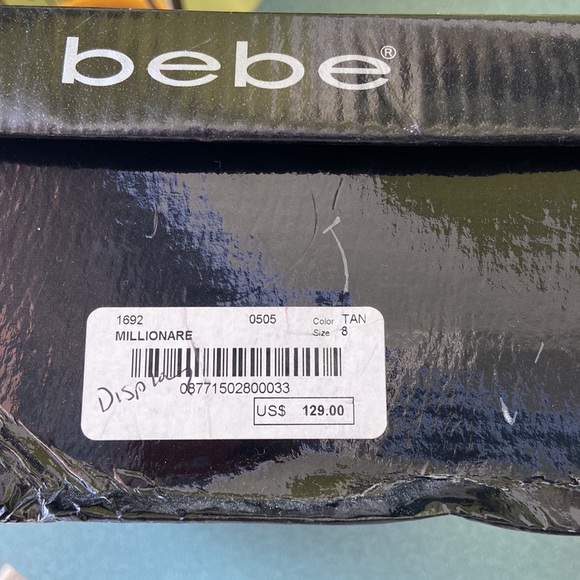 bebe®
1692 0505 Color TAN
MILLIONARE Size 8
Display
08771502800033
US$ 129.00